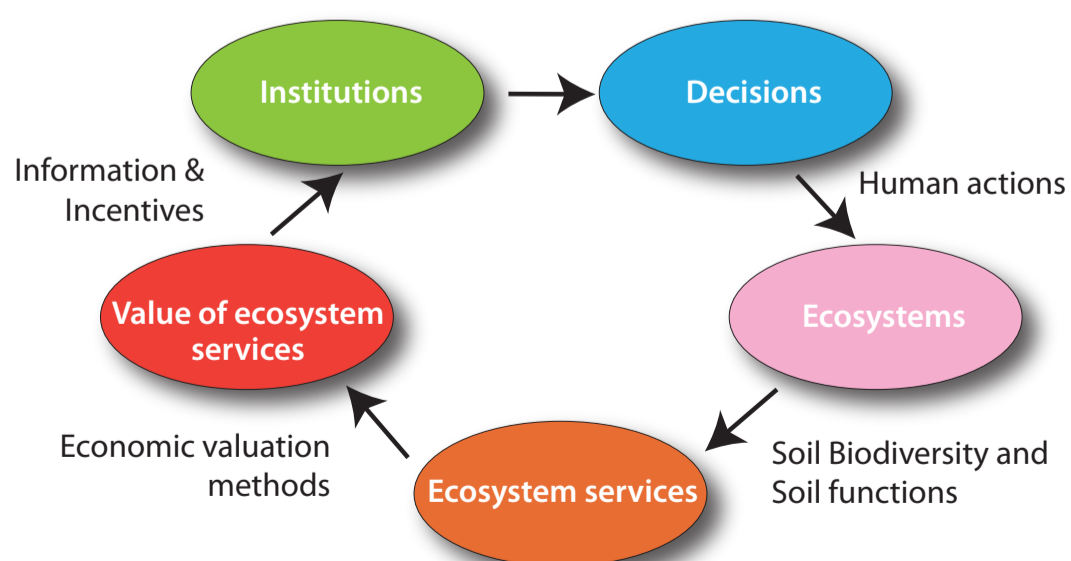 Institutions
Decisions
Information &
Incentives
Human actions
Value of ecosystem
services
Ecosystems
Economic valuation
methods
Soil Biodiversity and
Soil functions
Ecosystem services